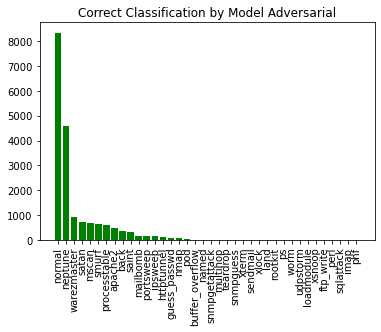 Correct Classification by Model Adversarial
8000
7000
6000
5000
4000
3000
2000
1000
0
normal
neptune
warezmaster
satan
mscan
smurf
processtable
apache2
back
saint
mailbomb
portsweep
ipsweep
httptunnel
guess_passwd
nmap
pod
buffer_overflow
named
snmpgetattack
multihop
teardrop
snmpguess
xterm
sendmail
xlock
land
rootkit
ps
worm
udpstorm
loadmodule
xsnoop
ftp_write
perl
sqlattack
imap
phf